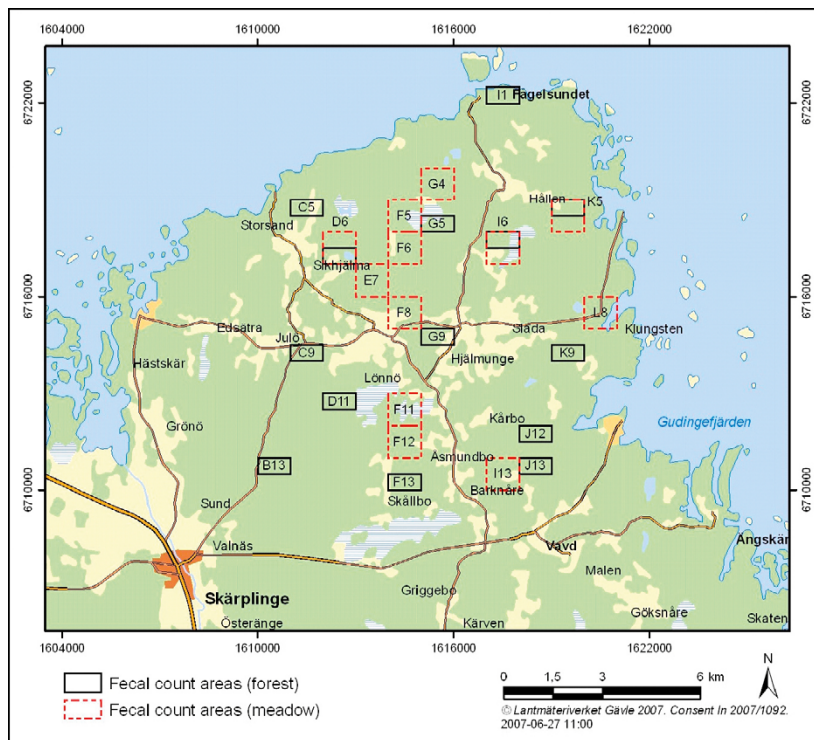 1604000 1610000 1616000 1622000
6722000 6722000
I1 Fågelsundet
G4
C5 F5 G5 Hållen K5
Storsand D6 I6
F6
Sikhjälma
E7
6716000 6716000
F8 L8
Edsätra Slada Klungsten
Julö G9
C9 Hjälmunge K9
Hästskär
Lönnö
D11 F11
Grönö Kårbo Gudingefjärden
F12 J12
Åsmundbo
B13 I13 J13
6710000 6710000
F13 Barknåre
Skållbo
Sund
Valnäs Vavd Ängskär
Malen
Skärplinge Griggebo
Göksnåre
Österänge Kärven Skaten
1604000 1610000 1616000 1622000
Fecal count areas (forest)
Fecal count areas (meadow)
0 1,5 3 6 km
N
© Lantmäteriverket Gävle 2007. Consent In 2007/1092.
2007-06-27 11:00